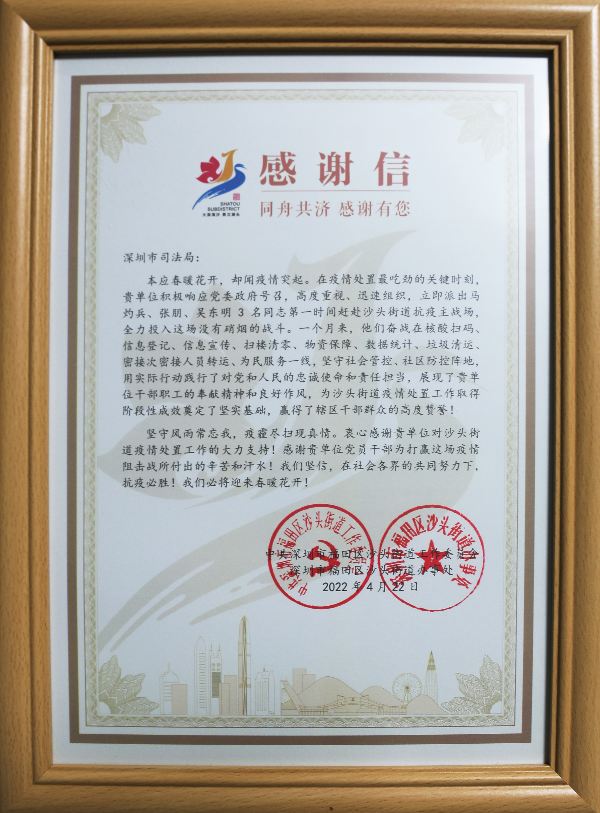 感谢信
同舟共济 感谢有您
SHATOU
SUBDISTRICT
深圳市司法局：
本应春暖花开，却闻疫情突起。在疫情处置最吃劲的关键时刻，
贵单位积极响应党委政府号召，高度重视、迅速组织，立即派出马
灼兵、张朋、吴东明 3 名同志第一时间赶赴沙头街道抗疫主战场，
全力投入这场没有硝烟的战斗。一个月来，他们奋战在核酸扫码、
信息登记、信息宣传、扫楼清零、物资保障、数据统计、垃圾清运、
密接次密接人员转运、为民服务一线，坚守社会管控、社区防控阵地，
用实际行动践行了对党和人民的忠诚使命和责任担当，展现了贵单
位干部职工的奉献精神和良好作风，为沙头街道疫情处置工作取得
阶段性成效奠定了坚实基础，赢得了辖区干部群众的高度赞誉！
坚守风雨常忘我，疫霾尽扫现真情。衷心感谢贵单位对沙头街
道疫情处置工作的大力支持！感谢贵单位党员干部为打赢这场疫情
阻击战所付出的辛苦和汗水！我们坚信，在社会各界的共同努力下，
抗疫必胜！我们必将迎来春暖花开！
中共深圳市福田区沙头街道工作委员会
深圳市福田区沙头街道办事处
2022 年 4 月 22 日